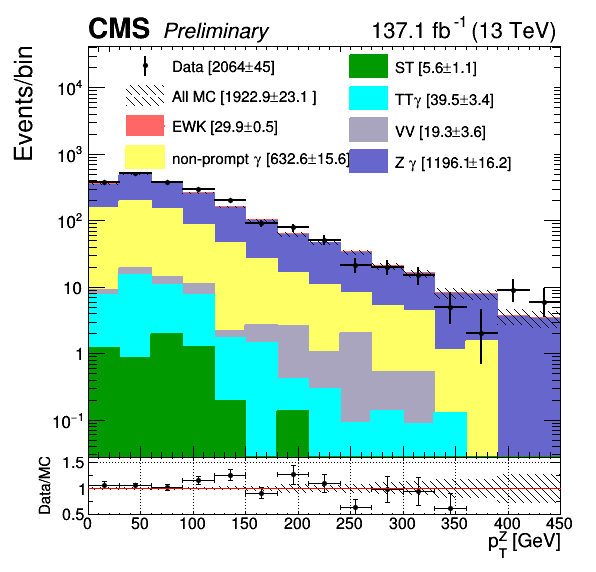 CMS Preliminary 137.1 fb⁻¹ (13 TeV)
Events/bin
Data [2064±45]
All MC [1922.9±23.1 ]
EWK [29.9±0.5]
non-prompt γ [632.6±15.6]
ST [5.6±1.1]
TTγ [39.5±3.4]
VV [19.3±3.6]
Z γ [1196.1±16.2]
10⁴
10³
10²
10
1
10⁻¹
Data/MC
1.5
1
0.5
0 50 100 150 200 250 300 350 400 450
p_T^Z [GeV]